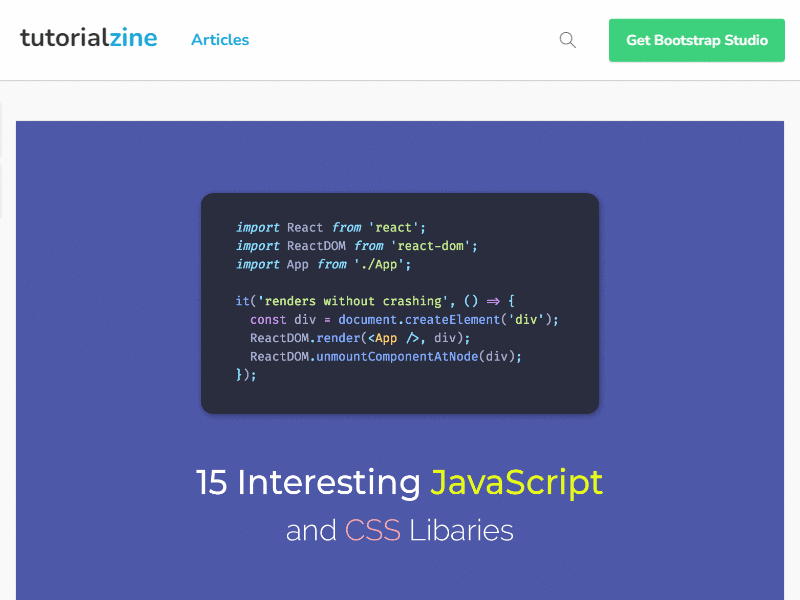 tutorialzine
Articles
Get Bootstrap Studio
import React from 'react';
import ReactDOM from 'react-dom';
import App from './App';
it('renders without crashing', () => {
const div = document.createElement('div');
ReactDOM.render(<App />, div);
ReactDOM.unmountComponentAtNode(div);
});
15 Interesting JavaScript
and CSS Libaries